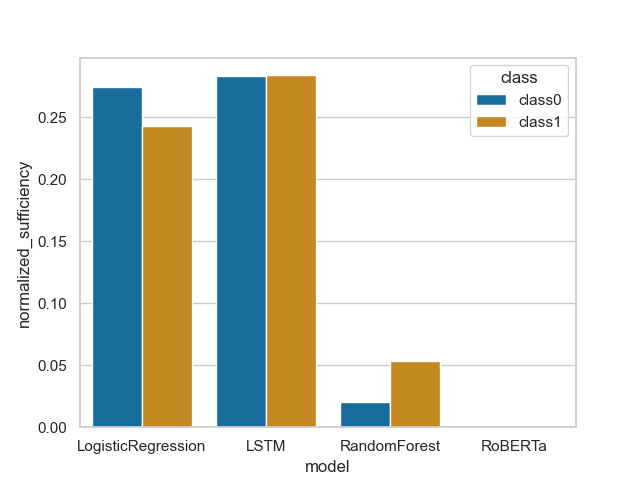 class
class0
class1
normalized_sufficiency
0.25
0.20
0.15
0.10
0.05
0.00
LogisticRegression LSTM RandomForest RoBERTa
model